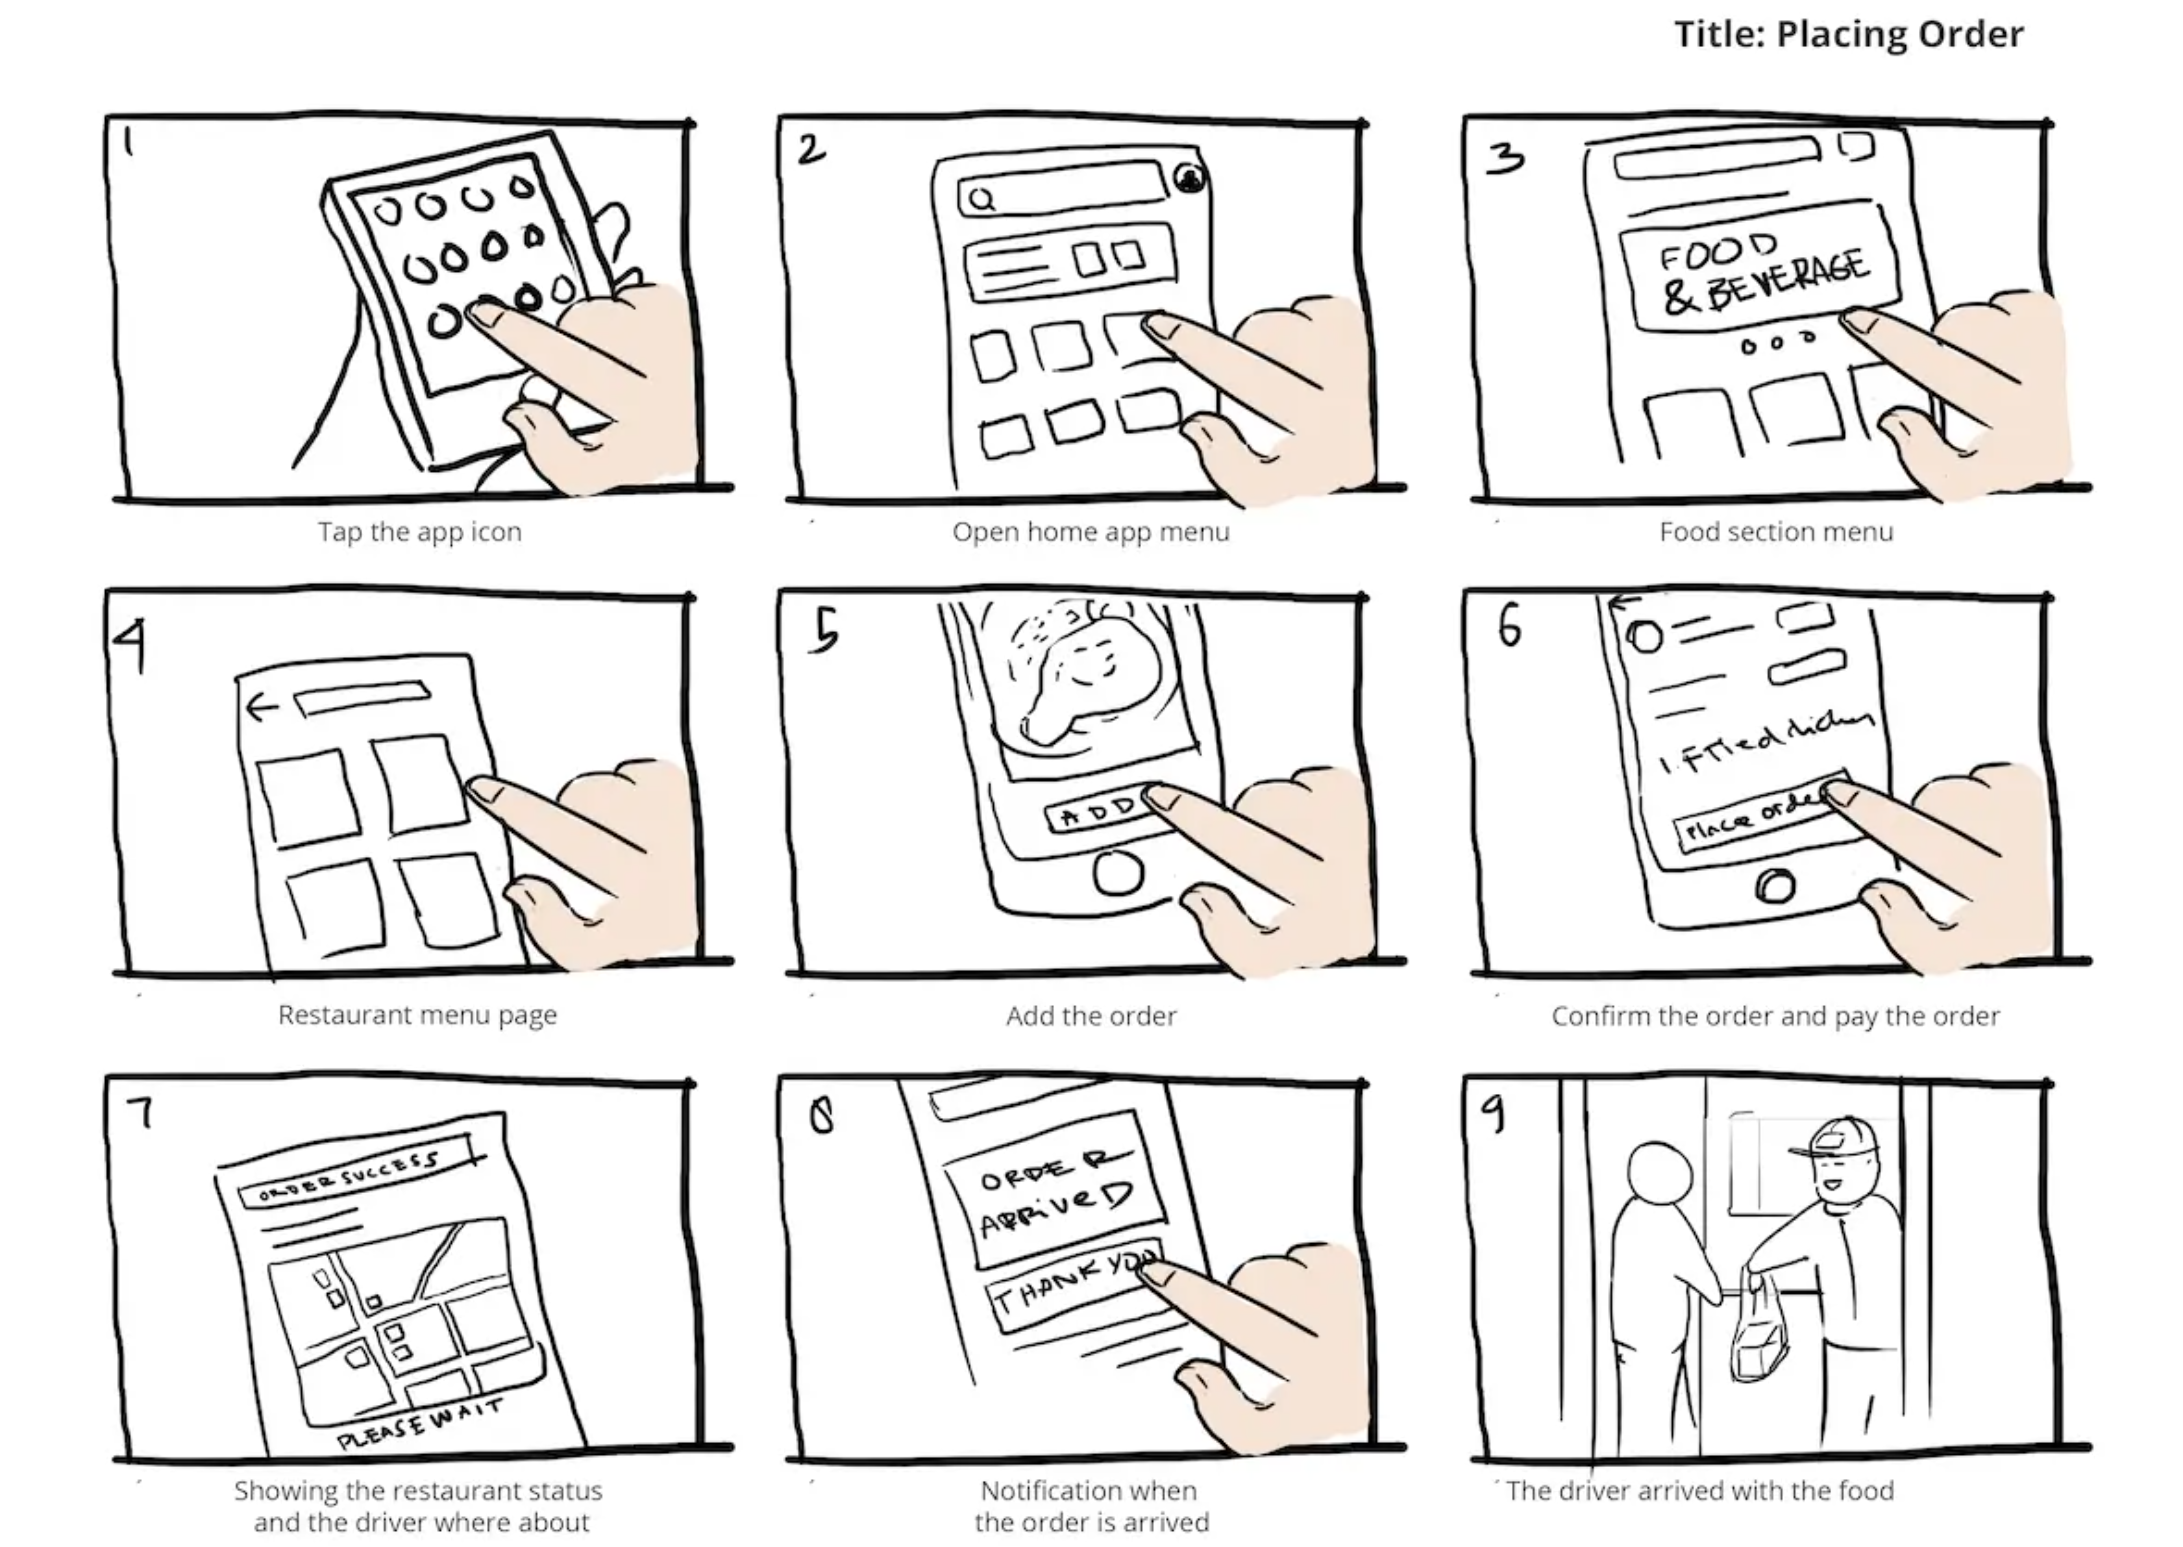 Title: Placing Order
1
2
3
FOOD
& BEVERAGE
Tap the app icon
Open home app menu
Food section menu
4
5
6
ADD
1. Fried chicken
Place order
Restaurant menu page
Add the order
Confirm the order and pay the order
7
8
9
ORDER SUCCESS
PLEASE WAIT
ORDER
ARRIVED
THANK YOU
Showing the restaurant status
and the driver where about
Notification when
the order is arrived
The driver arrived with the food